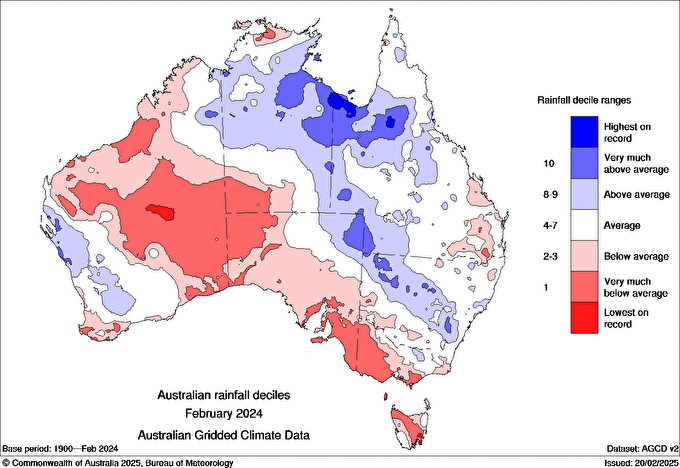 Rainfall decile ranges
Highest on
record
10
Very much
above average
8-9
Above average
4-7
Average
2-3
Below average
1
Very much
below average
Lowest on
record
Australian rainfall deciles
February 2024
Australian Gridded Climate Data
Base period: 1900—Feb 2024
Dataset: AGCD v2
© Commonwealth of Australia 2025, Bureau of Meteorology
Issued: 20/02/2025